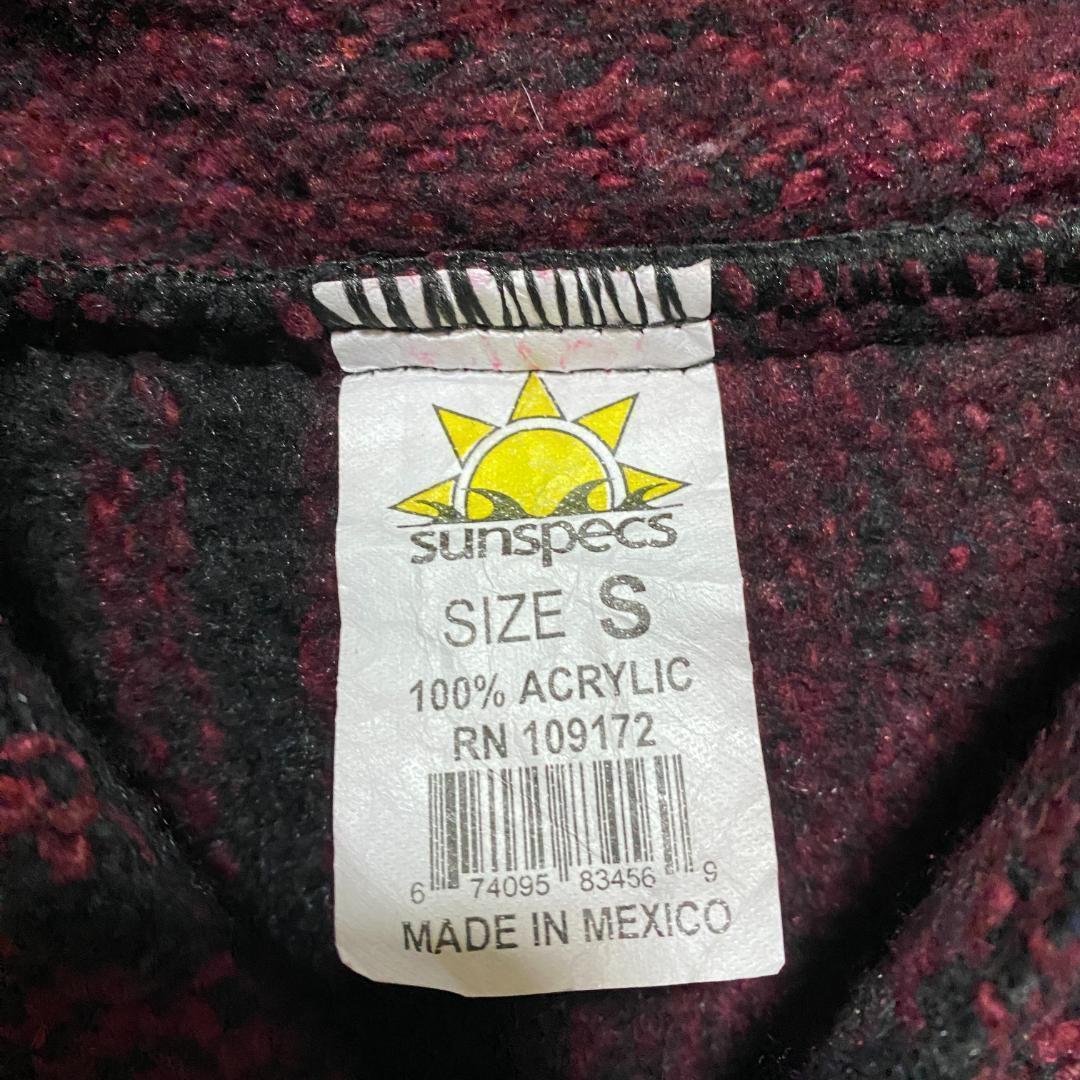 sunspecs
SIZE S
100% ACRYLIC
RN 109172
6 74095 83456 9
MADE IN MEXICO